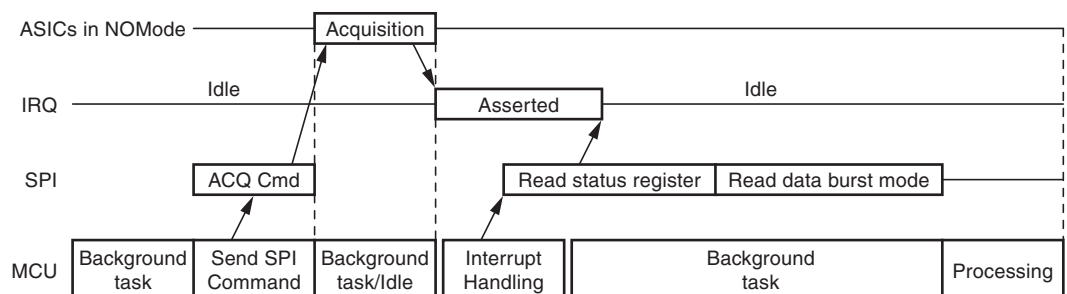 ASICs in NOMode
Acquisition
Idle
Idle
IRQ
Asserted
SPI
ACQ Cmd
Read status register
Read data burst mode
MCU
Background
task
Send SPI
Command
Background
task/Idle
Interrupt
Handling
Background
task
Processing